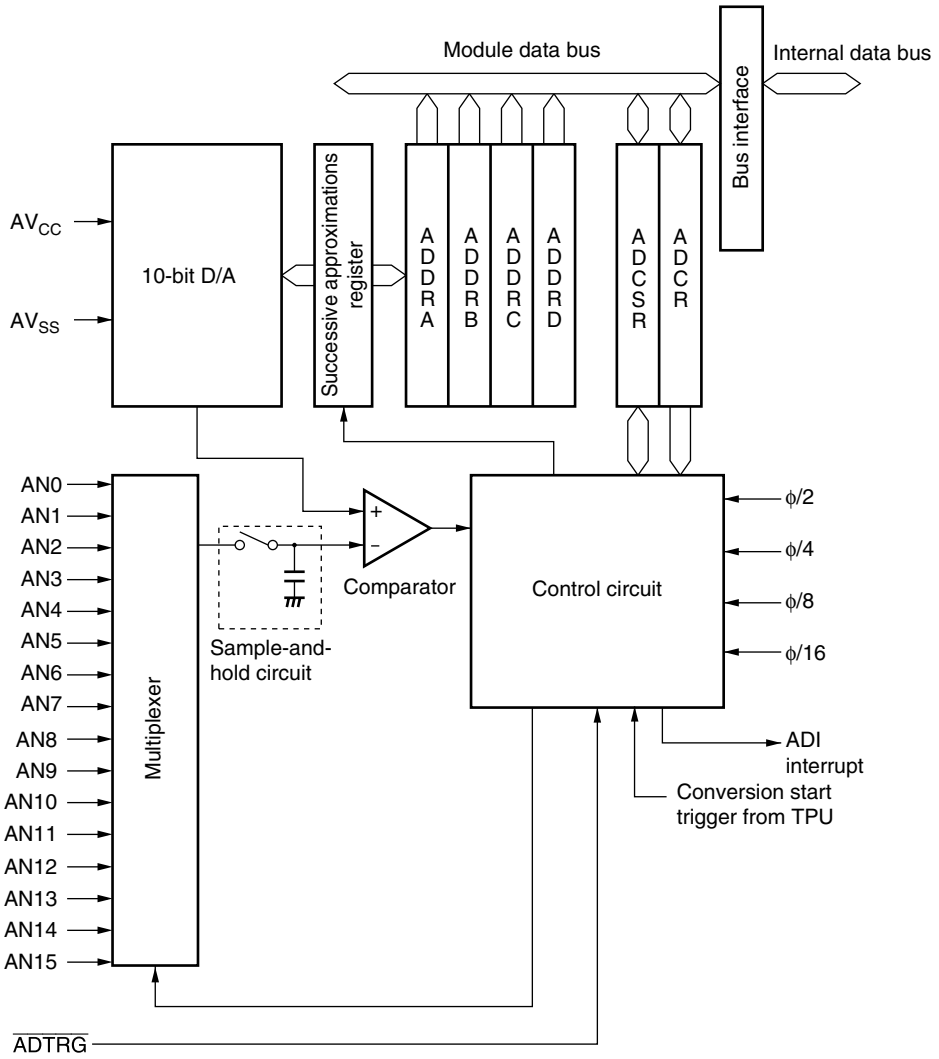 Module data bus
Internal data bus
Bus interface
AVCC
AVSS
10-bit D/A
Successive approximations
register
ADDRA
ADDRB
ADDRC
ADDRD
ADCSR
ADCR
AN0
AN1
AN2
AN3
AN4
AN5
AN6
AN7
AN8
AN9
AN10
AN11
AN12
AN13
AN14
AN15
Multiplexer
+
−
Comparator
Sample-and-
hold circuit
Control circuit
ϕ/2
ϕ/4
ϕ/8
ϕ/16
ADI
interrupt
Conversion start
trigger from TPU
ADTRG